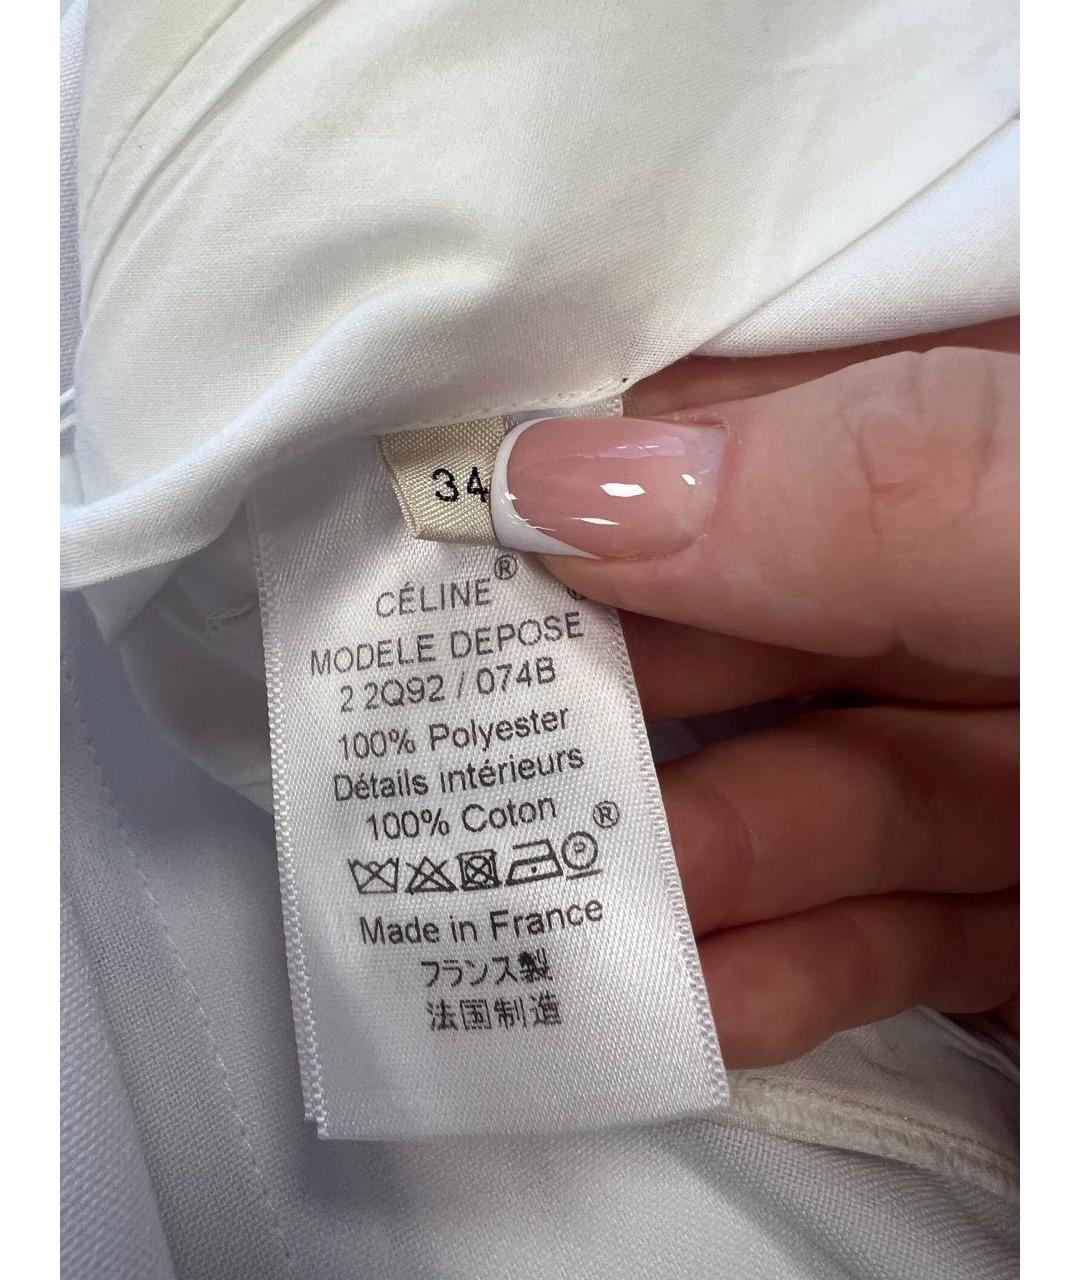 34
CÉLINE®
MODELE DEPOSE
2 2Q92 / 074B
100% Polyester
Détails intérieurs
100% Coton
®
P
Made in France
フランス製
法国制造